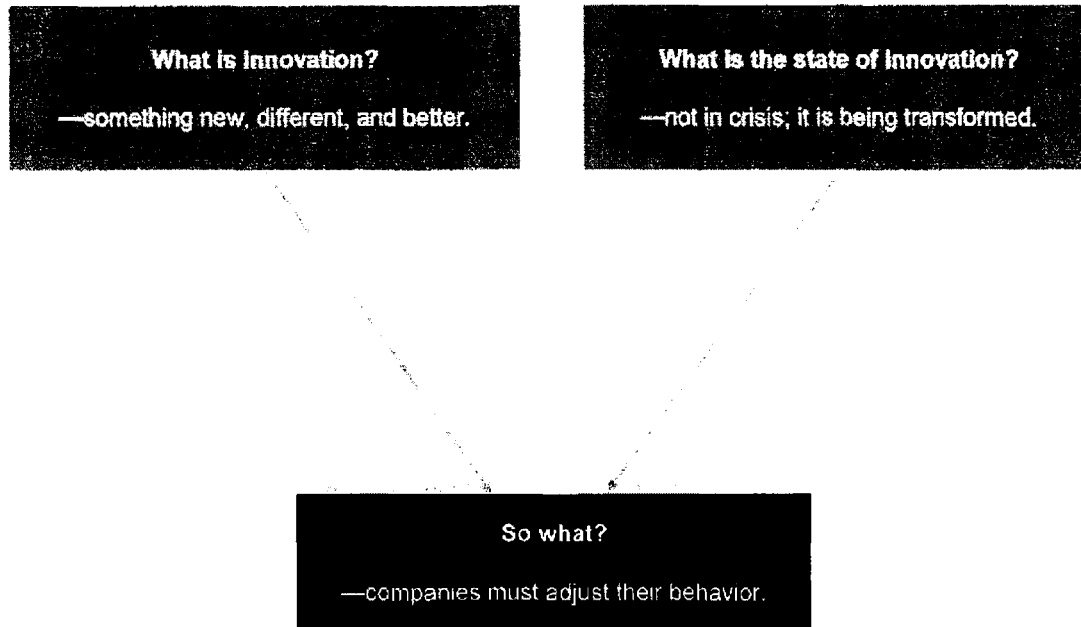 What is innovation?
—something new, different, and better.
What is the state of innovation?
—not in crisis; it is being transformed.
So what?
—companies must adjust their behavior.